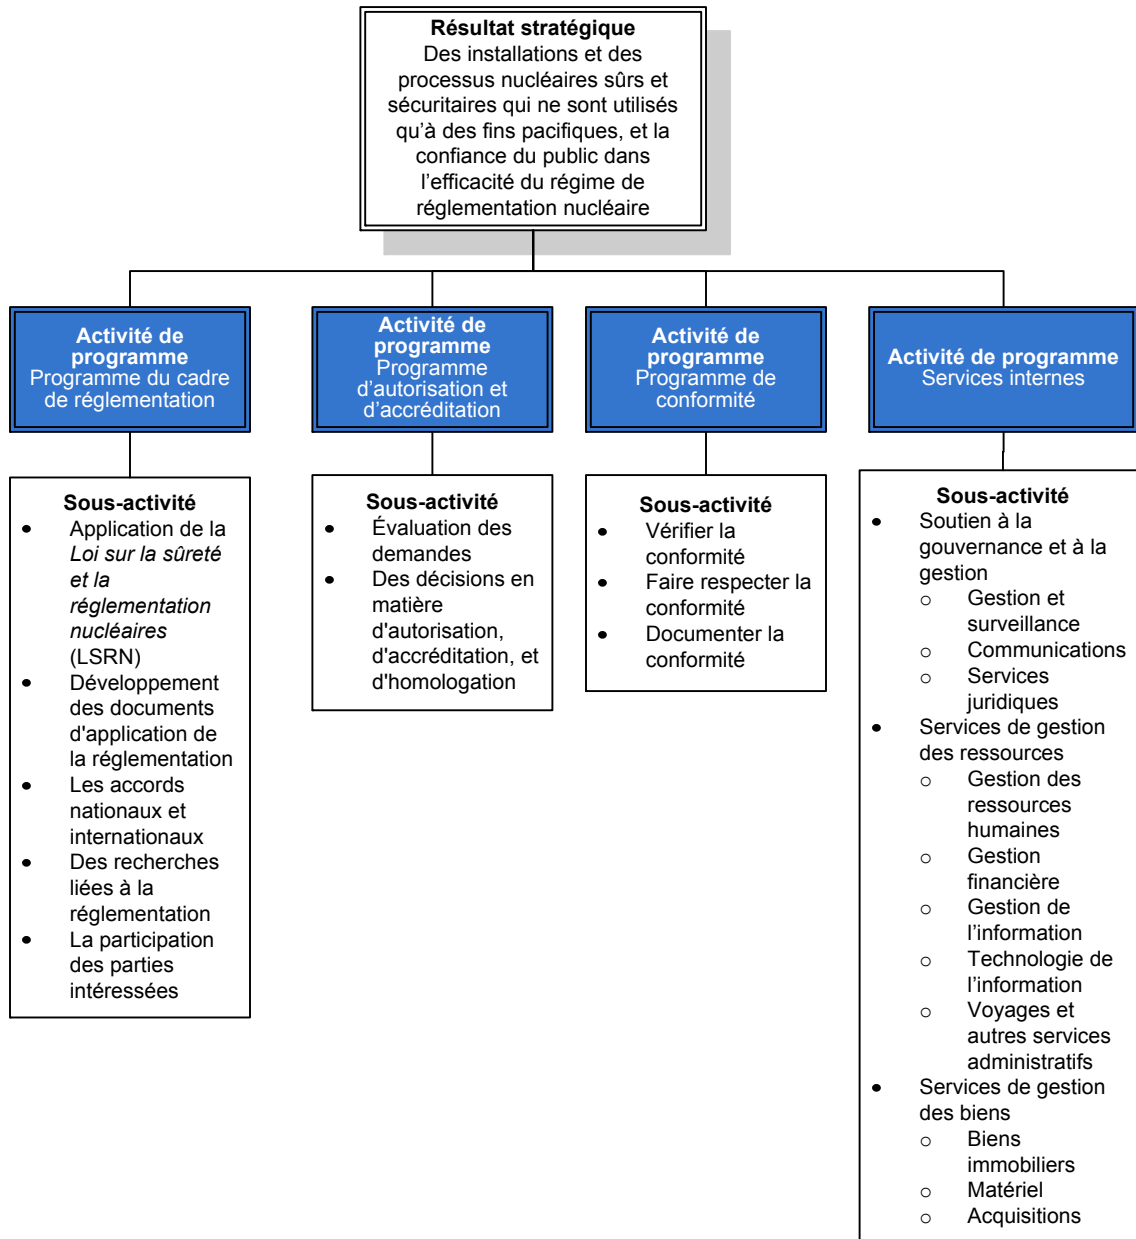 Résultat stratégique
Des installations et des
processus nucléaires sûrs et
sécuritaires qui ne sont utilisés
qu'à des fins pacifiques, et la
confiance du public dans
l'efficacité du régime de
réglementation nucléaire
Activité de
programme
Programme du cadre
de réglementation
Activité de
programme
Programme
d'autorisation et
d'accréditation
Activité de
programme
Programme de
conformité
Activité de programme
Services internes
Sous-activité
• Application de la
Loi sur la sûreté
et la
réglementation
nucléaires
(LSRN)
• Développement
des documents
d'application de
la réglementation
• Les accords
nationaux et
internationaux
• Des recherches
liées à la
réglementation
• La participation
des parties
intéressées
Sous-activité
• Évaluation des
demandes
• Des décisions en
matière
d'autorisation,
d'accréditation, et
d'homologation
Sous-activité
• Vérifier la
conformité
• Faire respecter la
conformité
• Documenter la
conformité
Sous-activité
• Soutien à la
gouvernance et à la
gestion
o Gestion et
surveillance
o Communications
o Services
juridiques
• Services de gestion
des ressources
o Gestion des
ressources
humaines
o Gestion
financière
o Gestion de
l'information
o Technologie de
l'information
o Voyages et
autres services
administratifs
• Services de gestion
des biens
o Biens
immobiliers
o Matériel
o Acquisitions